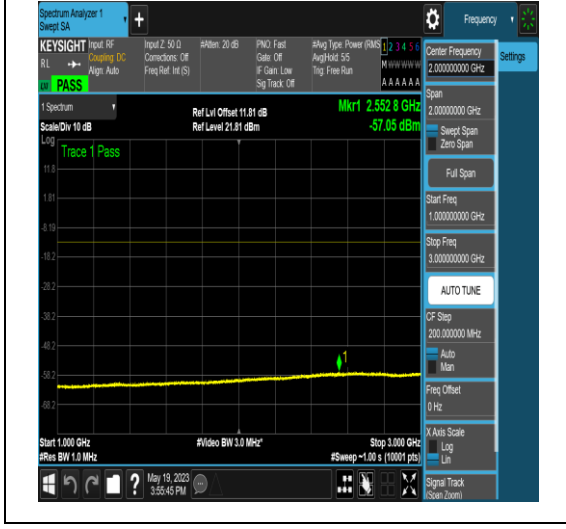 Spectrum Analyzer 1
Swept SA
+
Frequency
KEYSIGHT
Input: RF
Coupling: DC
Align: Auto
Input Z: 50 Ω
Corrections: Off
Freq Ref: Int (S)
#Atten: 20 dB
PNO: Fast
Gate: Off
IF Gain: Low
Sig Track: Off
#Avg Type: Power (RMS
Avg|Hold: 5/5
Trig: Free Run
1 2 3 4 5 6
M W W W W W
A A A A A A
R L
PASS
1 Spectrum
Scale/Div 10 dB
Ref Lvl Offset 11.81 dB
Ref Level 21.81 dBm
Mkr1 2.552 8 GHz
-57.05 dBm
Log
Trace 1 Pass
11.8
1.81
-8.19
-18.2
-28.2
-38.2
-48.2
-58.2
-68.2
1
Start 1.000 GHz
#Res BW 1.0 MHz
#Video BW 3.0 MHz*
Stop 3.000 GHz
#Sweep ~1.00 s (10001 pts)
Center Frequency
2.000000000 GHz
Settings
Span
2.00000000 GHz
Swept Span
Zero Span
Full Span
Start Freq
1.000000000 GHz
Stop Freq
3.000000000 GHz
AUTO TUNE
CF Step
200.000000 MHz
Auto
Man
Freq Offset
0 Hz
X Axis Scale
Log
Lin
Signal Track
(Span Zoom)
?
May 19, 2023
3:55:45 PM